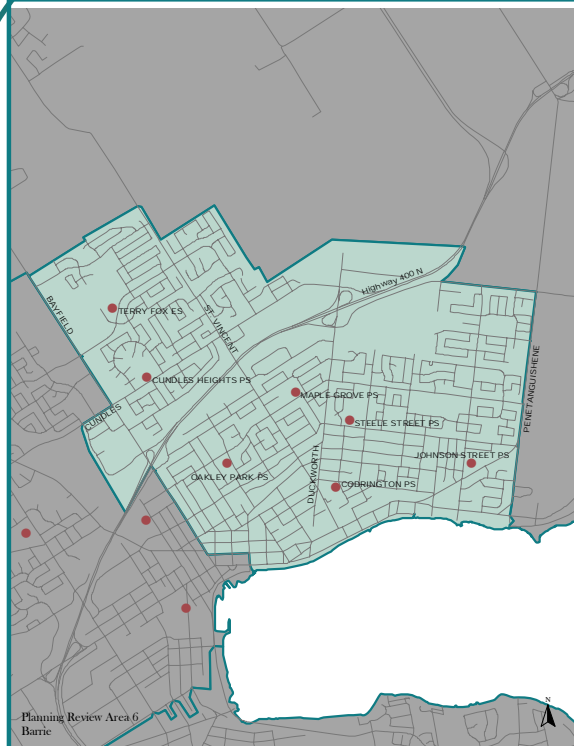 Highway 400 N
BAYFIELD
TERRY FOX ES
ST. VINCENT
PENETANGUISHENE
CUNDLES HEIGHTS PS
MAPLE GROVE PS
CUNDLES
STEELE STREET PS
JOHNSON STREET PS
DUCKWORTH
OAKLEY PARK PS
CODRINGTON PS
N
Planning Review Area 6
Barrie